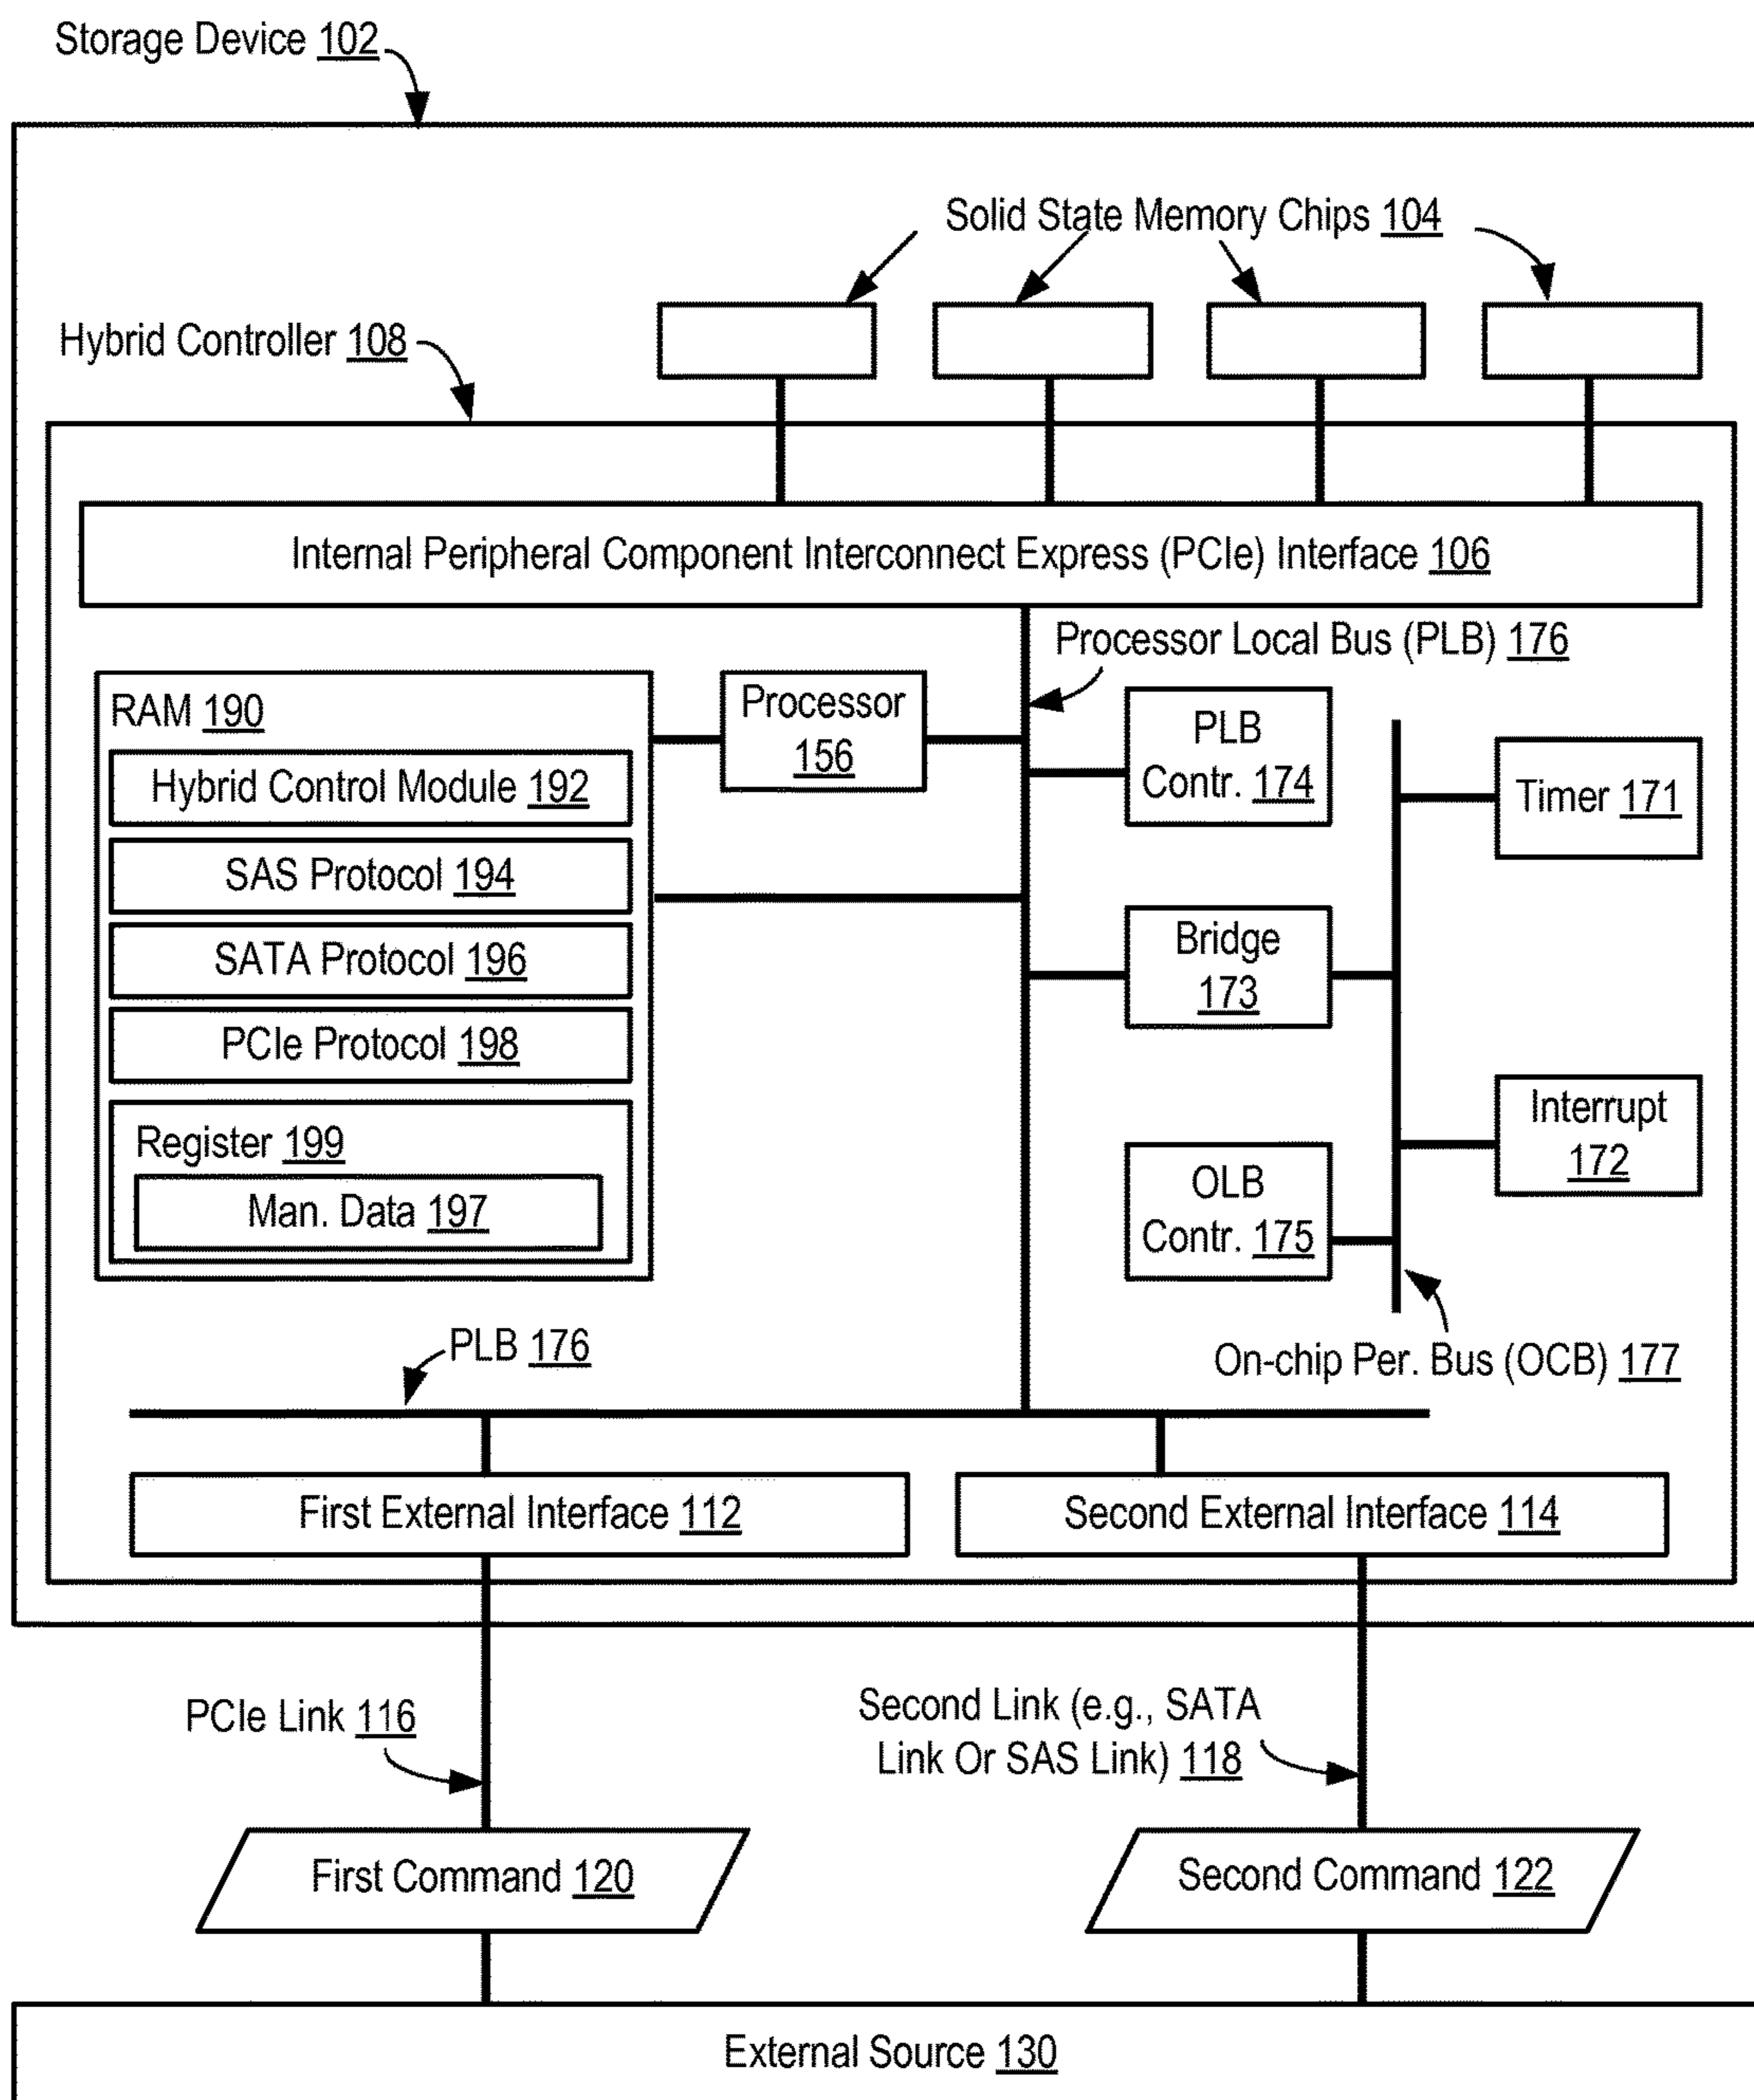 Storage Device 102
Solid State Memory Chips 104
Hybrid Controller 108
Internal Peripheral Component Interconnect Express (PCIe) Interface 106
Processor Local Bus (PLB) 176
RAM 190
Hybrid Control Module 192
SAS Protocol 194
SATA Protocol 196
PCIe Protocol 198
Register 199
Man. Data 197
Processor
156
PLB
Contr. 174
Timer 171
Bridge
173
Interrupt
172
OLB
Contr. 175
PLB 176
On-chip Per. Bus (OCB) 177
First External Interface 112
Second External Interface 114
PCIe Link 116
Second Link (e.g., SATA
Link Or SAS Link) 118
First Command 120
Second Command 122
External Source 130